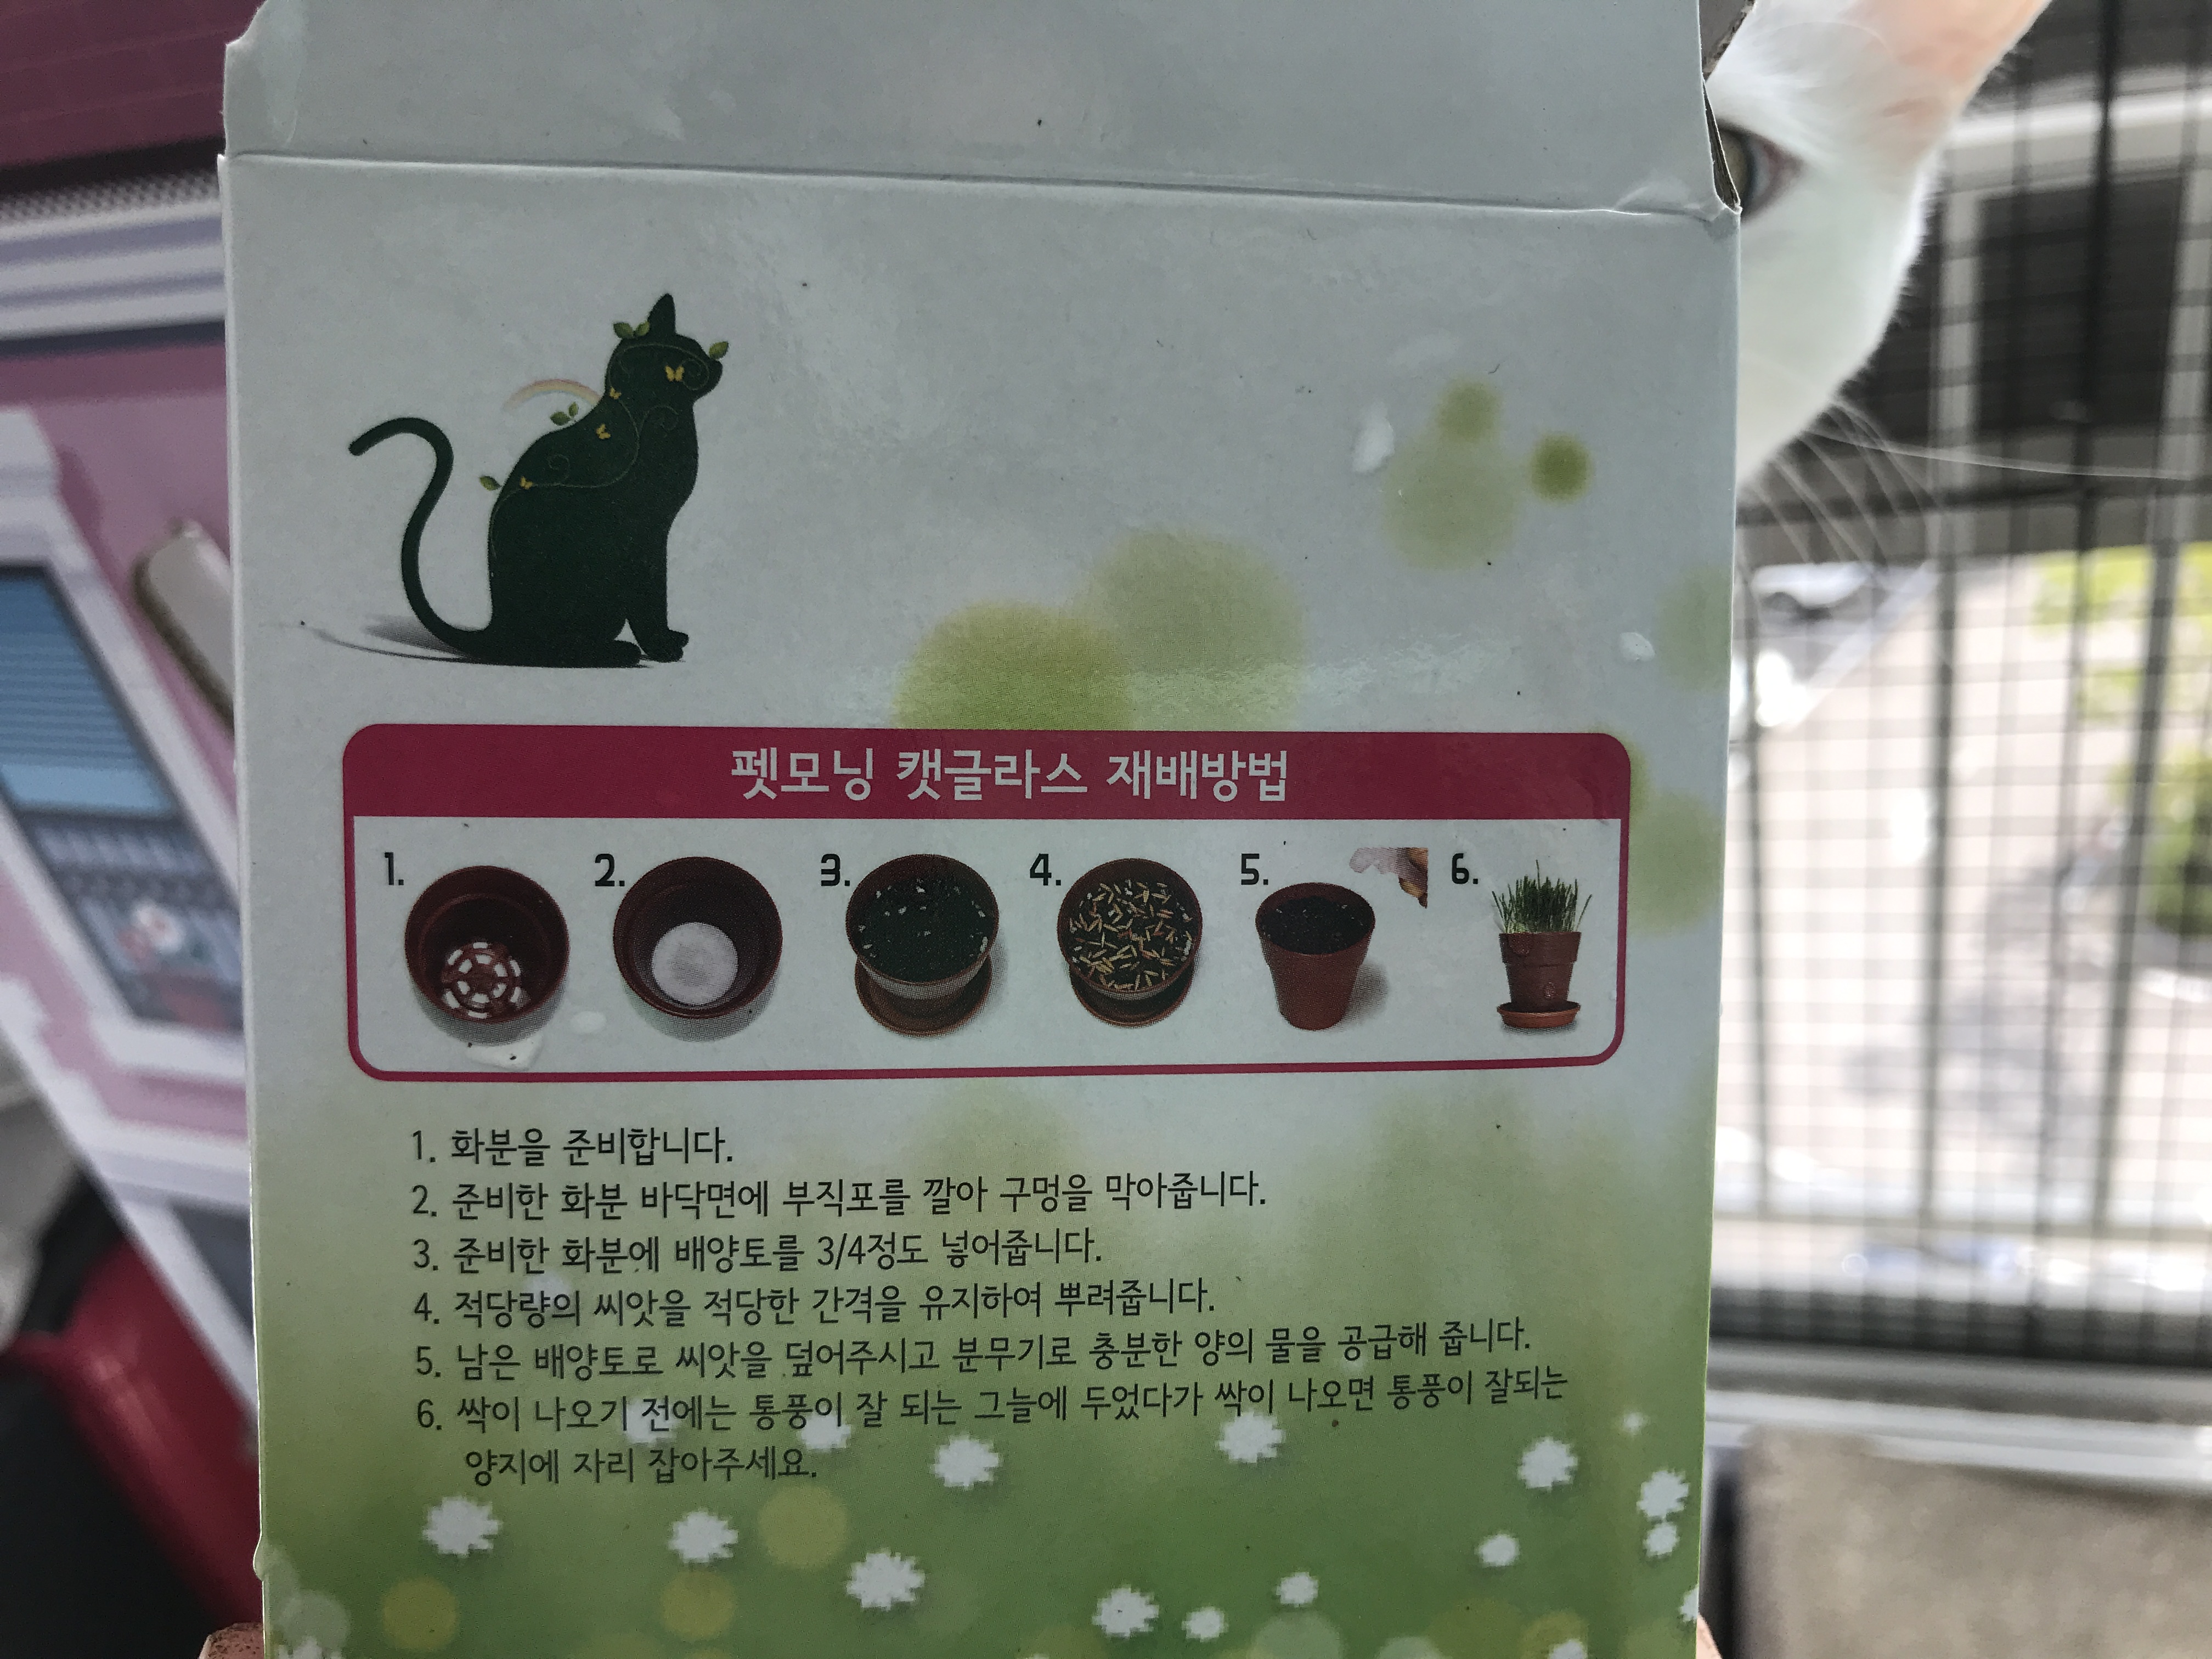 펫모닝 캣글라스 재배방법
1. 2. 3. 4. 5. 6.
1. 화분을 준비합니다.
2. 준비한 화분 바닥면에 부직포를 깔아 구멍을 막아줍니다.
3. 준비한 화분에 배양토를 3/4정도 넣어줍니다.
4. 적당량의 씨앗을 적당한 간격을 유지하여 뿌려줍니다.
5. 남은 배양토로 씨앗을 덮어주시고 분무기로 충분한 양의 물을 공급해 줍니다.
6. 싹이 나오기 전에는 통풍이 잘 되는 그늘에 두었다가 싹이 나오면 통풍이 잘되는
양지에 자리 잡아주세요.